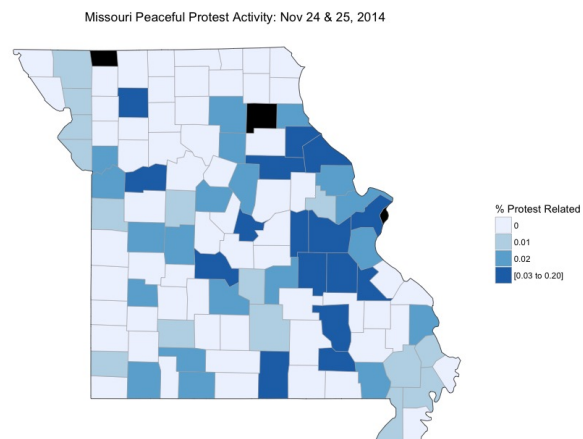 Missouri Peaceful Protest Activity: Nov 24 & 25, 2014
% Protest Related
0
0.01
0.02
[0.03 to 0.20]